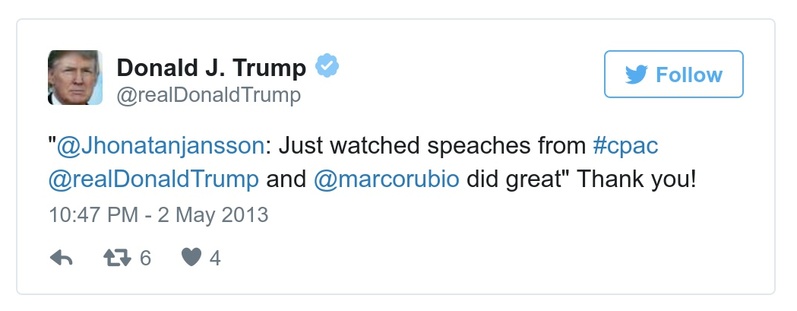 Donald J. Trump
@realDonaldTrump
Follow
"@Jhonatanjansson: Just watched speaches from #cpac
@realDonaldTrump and @marcorubio did great" Thank you!
10:47 PM - 2 May 2013
6
4